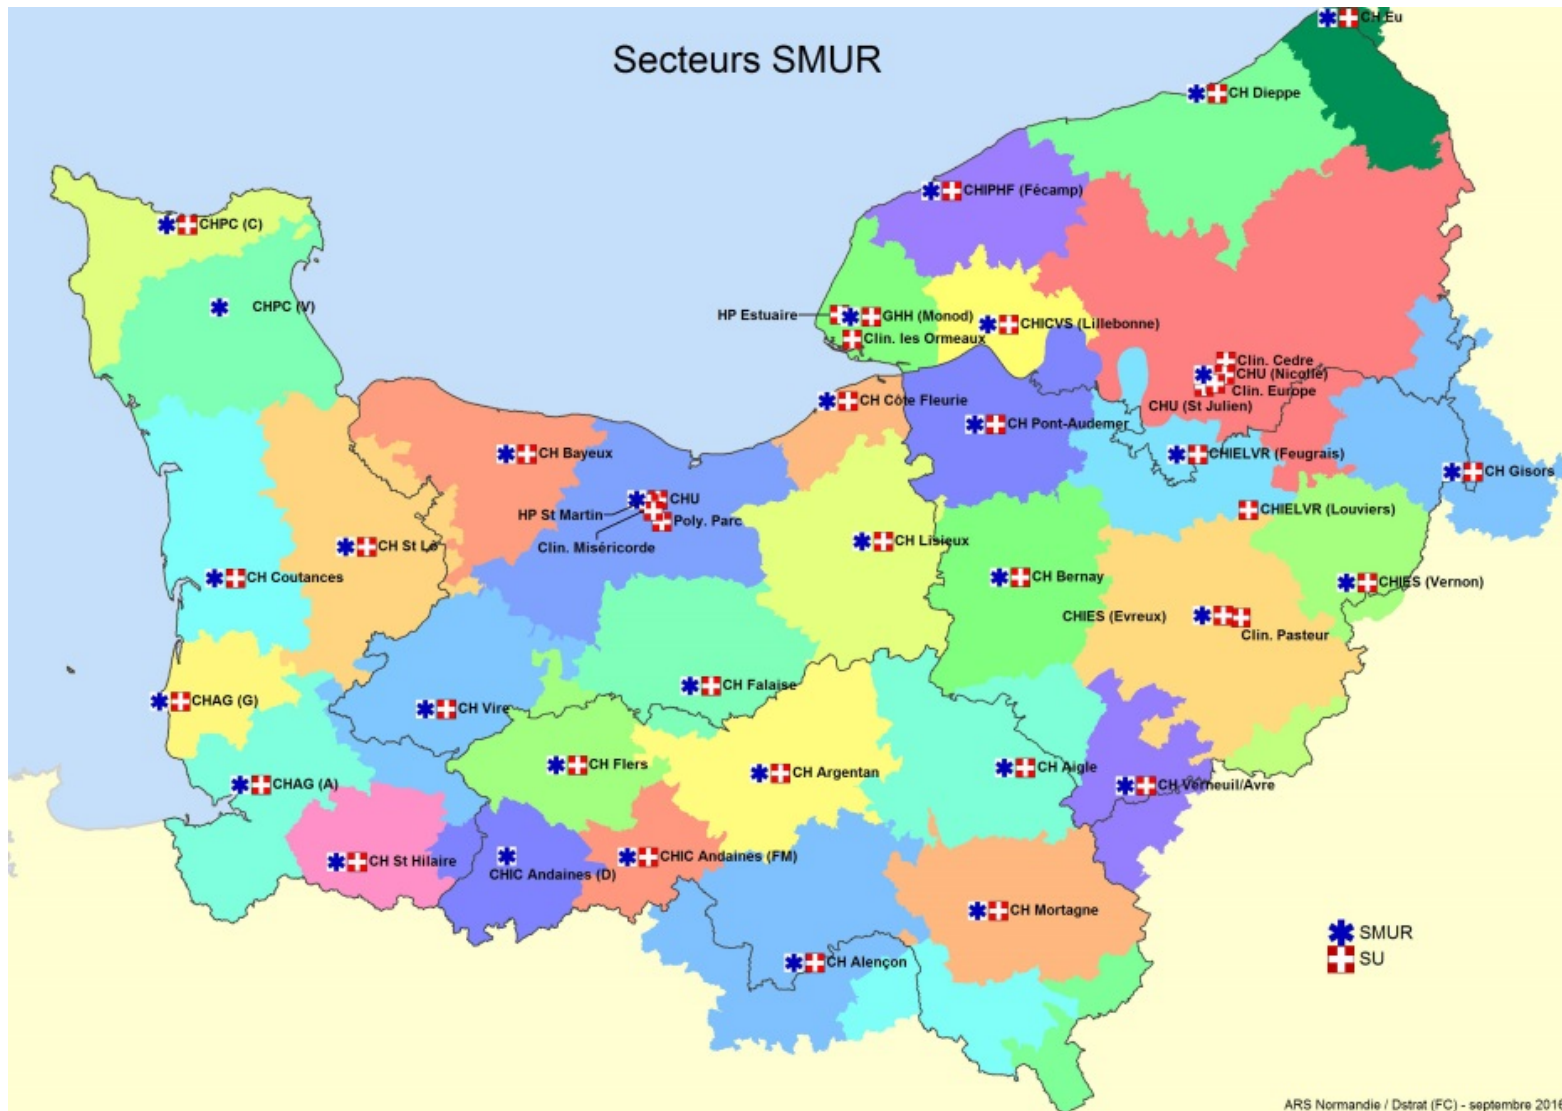 Secteurs SMUR
CH Eu
CH Dieppe
CHIPHF (Fécamp)
CHPC (C)
CHPC (V)
HP Estuaire
GHH (Monod)
CHICVS (Lillebonne)
Clin. les Ormeaux
Clin. Cedre
CHU (Nicolle)
Clin. Europe
CHU (St Julien)
CH Côte Fleurie
CH Pont-Audemer
CH Bayeux
CHIELVR (Feugrais)
CH Gisors
CHU
HP St Martin
Poly. Parc
Clin. Miséricorde
CHIELVR (Louviers)
CH St Lô
CH Lisieux
CH Coutances
CH Bernay
CHIES (Vernon)
CHIES (Evreux)
Clin. Pasteur
CH Falaise
CHAG (G)
CH Vire
CH Flers
CH Argentan
CH Aigle
CHAG (A)
CH Verneuil/Avre
CH St Hilaire
CHIC Andaines (FM)
CHIC Andaines (D)
CH Mortagne
SMUR
SU
CH Alençon
ARS Normandie / Dstrat (FC) - septembre 2016